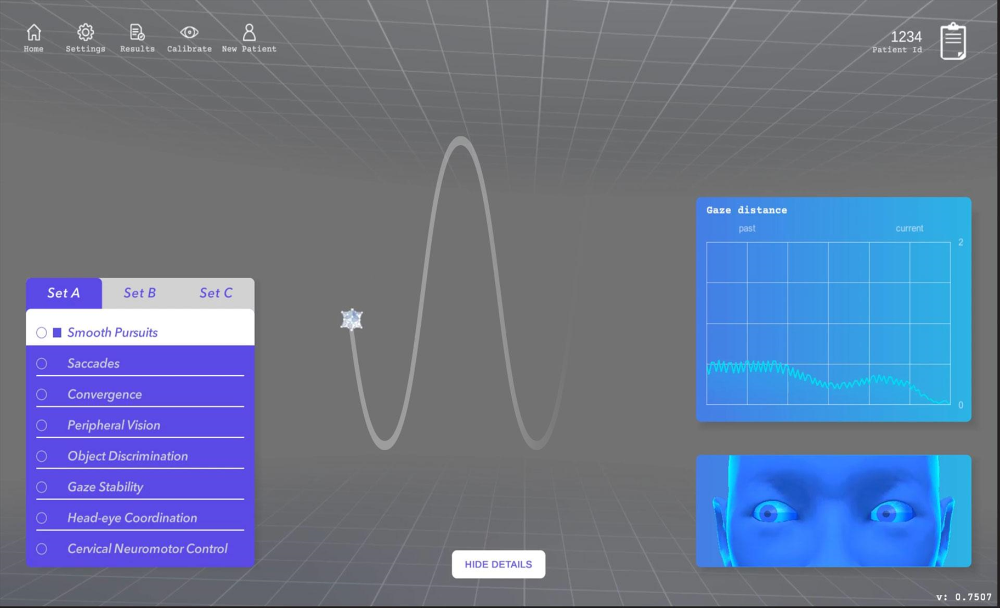 Home
Settings
Results
Calibrate
New Patient
1234
Patient Id
Gaze distance
past
current
2
0
Set A
Set B
Set C
Smooth Pursuits
Saccades
Convergence
Peripheral Vision
Object Discrimination
Gaze Stability
Head-eye Coordination
Cervical Neuromotor Control
HIDE DETAILS
v: 0.7507